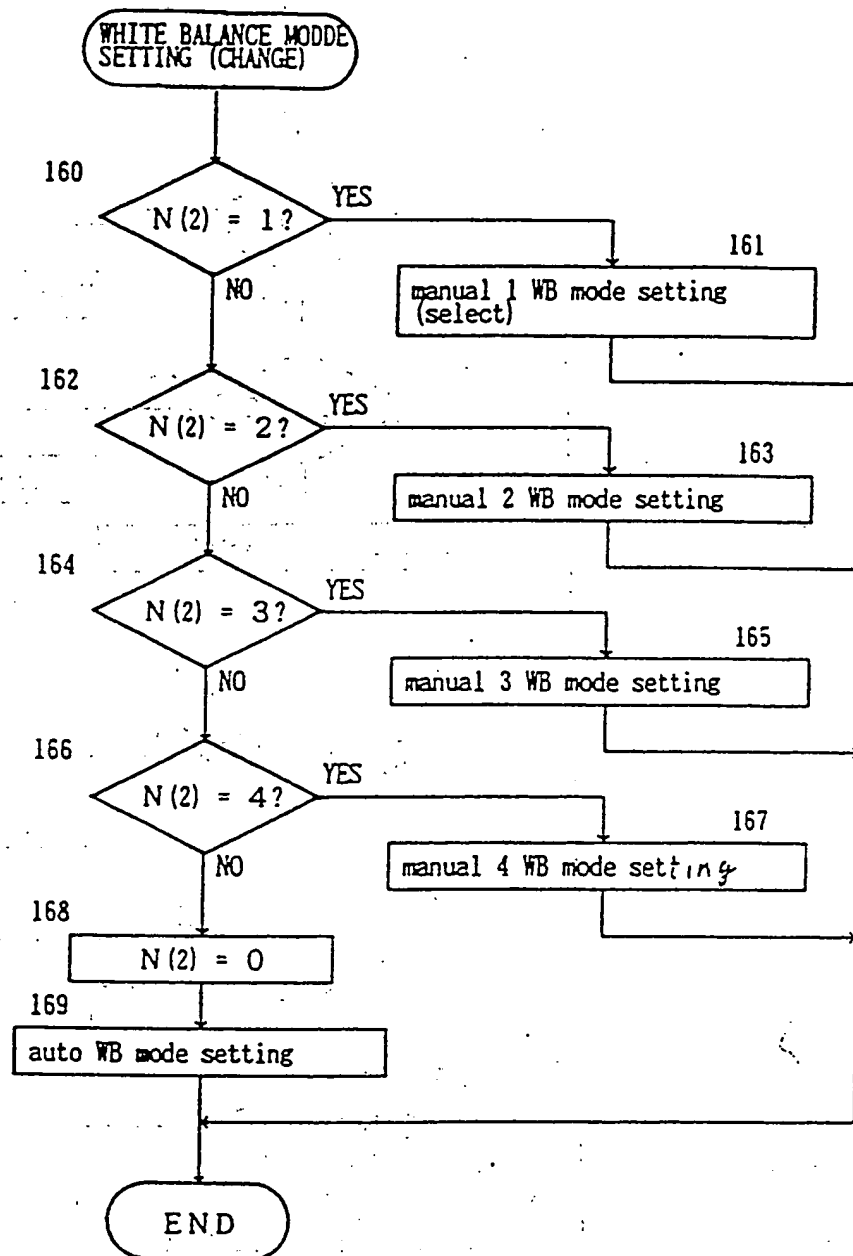 WHITE BALANCE MODDE
SETTING (CHANGE)
160
N(2) = 1?
YES
NO
161
manual 1 WB mode setting
(select)
162
N(2) = 2?
YES
NO
163
manual 2 WB mode setting
164
N(2) = 3?
YES
NO
165
manual 3 WB mode setting
166
N(2) = 4?
YES
NO
167
manual 4 WB mode setting
168
N(2) = 0
169
auto WB mode setting
END